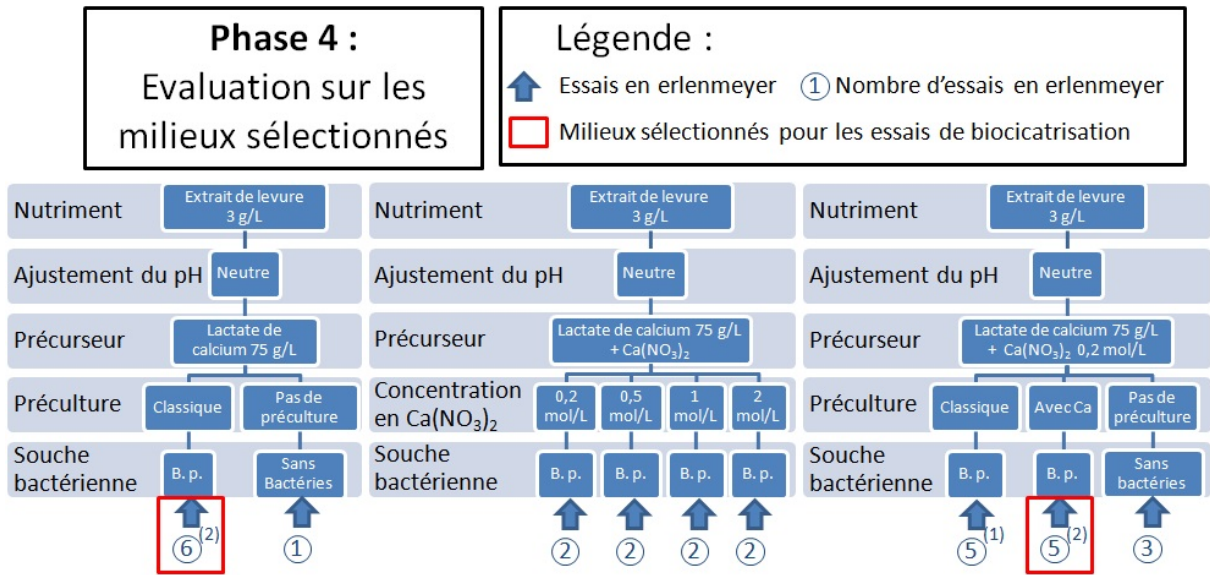 Phase 4 :
Evaluation sur les
milieux sélectionnés
Légende :
Essais en erlenmeyer
1 Nombre d'essais en erlenmeyer
Milieux sélectionnés pour les essais de biocicatrisation
Nutriment
Extrait de levure
3 g/L
Ajustement du pH
Neutre
Précurseur
Lactate de
calcium 75 g/L
Préculture
Classique
Pas de
préculture
Souche
bactérienne
B. p.
Sans
Bactéries
6 (2)
1
Nutriment
Extrait de levure
3 g/L
Ajustement du pH
Neutre
Précurseur
Lactate de calcium 75 g/L
+ Ca(NO₃)₂
Concentration
en Ca(NO₃)₂
0,2
mol/L
0,5
mol/L
1
mol/L
2
mol/L
Souche
bactérienne
B. p.
B. p.
B. p.
B. p.
2
2
2
2
Nutriment
Extrait de levure
3 g/L
Ajustement du pH
Neutre
Précurseur
Lactate de calcium 75 g/L
+ Ca(NO₃)₂ 0,2 mol/L
Préculture
Classique
Avec Ca
Pas de
préculture
Souche
bactérienne
B. p.
B. p.
Sans
bactéries
5 (1)
5 (2)
3